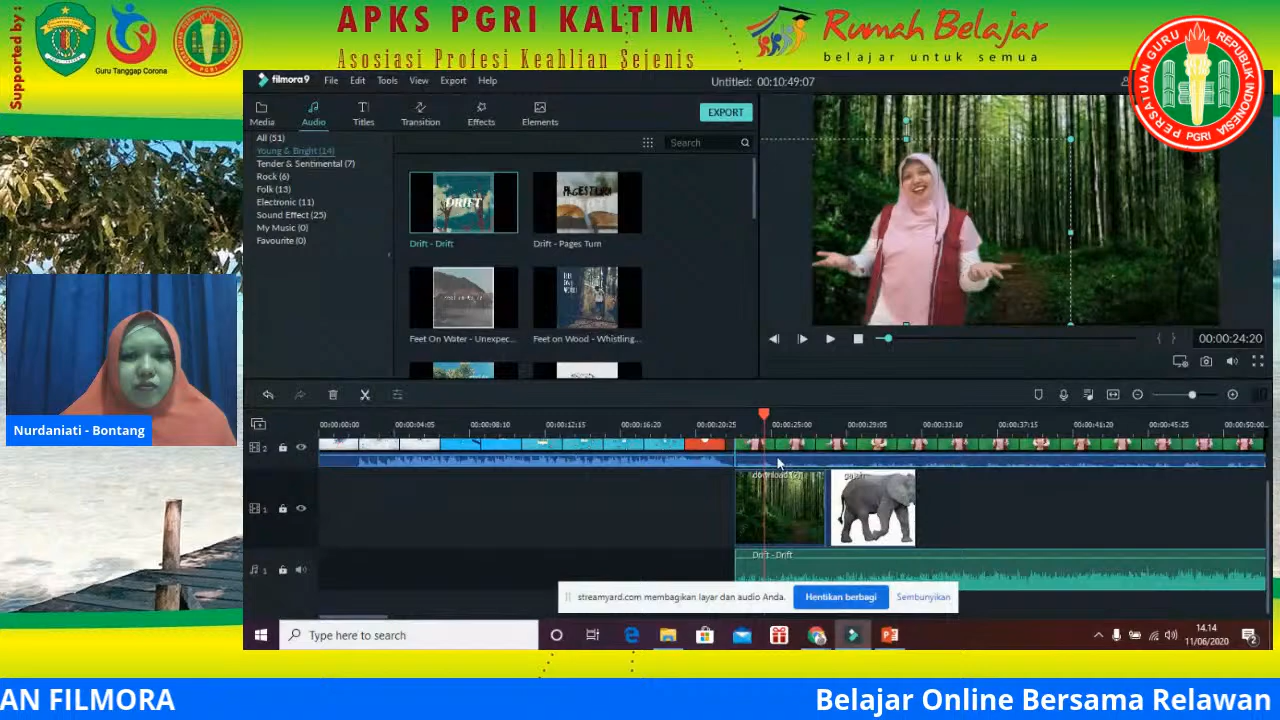 Supported by :
Guru Tanggap Corona
APKS PGRI KALTIM
Asosiasi Profesi Keahlian Sejenis
Rumah Belajar
belajar untuk semua
PERSATUAN GURU REPUBLIK INDONESIA
PGRI
filmora9 File Edit Tools View Export Help
Untitled: 00:10:49:07
Media Audio Titles Transition Effects Elements
EXPORT
All (51)
Young & Bright (14)
Tender & Sentimental (7)
Rock (6)
Folk (13)
Electronic (11)
Sound Effect (25)
My Music (0)
Favourite (0)
Search
DRIFT
Drift - Drift
Drift - Pages Turn
Feet On Water - Unexpec...
Feet on Wood - Whistling...
00:00:24:20
00:00:00:00 00:00:04:05 00:00:08:10 00:00:12:15 00:00:16:20 00:00:20:25 00:00:25:00 00:00:29:05 00:00:33:10 00:00:37:15 00:00:41:20 00:00:45:25 00:00:50:00
2
1
Drift - Drift
1
Nurdaniati - Bontang
streamyard.com membagikan layar dan audio Anda. Hentikan berbagi Sembunyikan
Type here to search
14.14
11/06/2020
2
AN FILMORA
Belajar Online Bersama Relawan